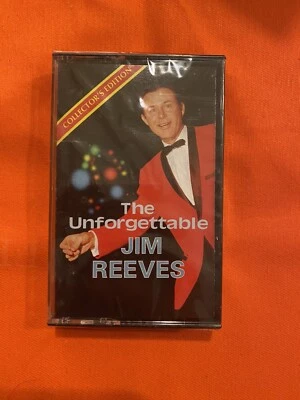 COLLECTOR'S EDITION
The
Unforgettable
JIM
REEVES